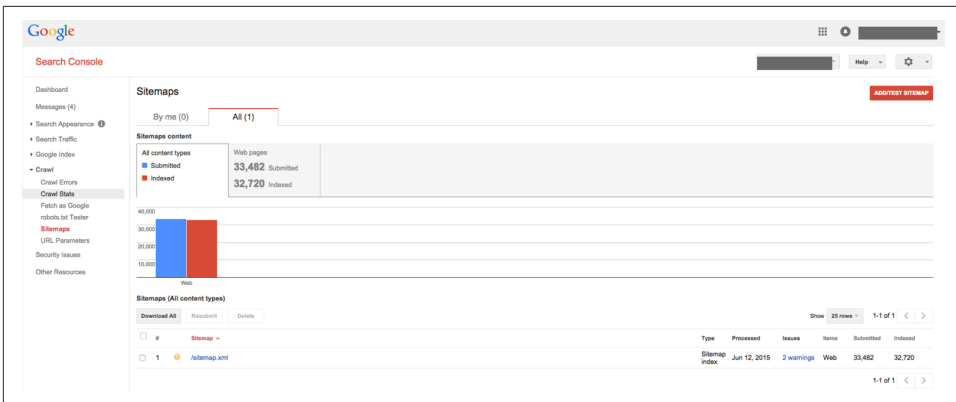 Google
Search Console
Help
Dashboard
Messages (4)
Search Appearance
Search Traffic
Google Index
Crawl
Crawl Errors
Crawl Stats
Fetch as Google
robots.txt Tester
Sitemaps
URL Parameters
Security Issues
Other Resources
Sitemaps
ADD/TEST SITEMAP
By me (0) All (1)
Sitemaps content
All content types
Submitted
Indexed
Web pages
33,482 Submitted
32,720 Indexed
40,000
30,000
20,000
10,000
Web
Sitemaps (All content types)
Download All Resubmit Delete Show 25 rows 1-1 of 1
# Sitemap Type Processed Issues Items Submitted Indexed
1 /sitemap.xml Sitemap index Jun 12, 2015 2 warnings Web 33,482 32,720
1-1 of 1